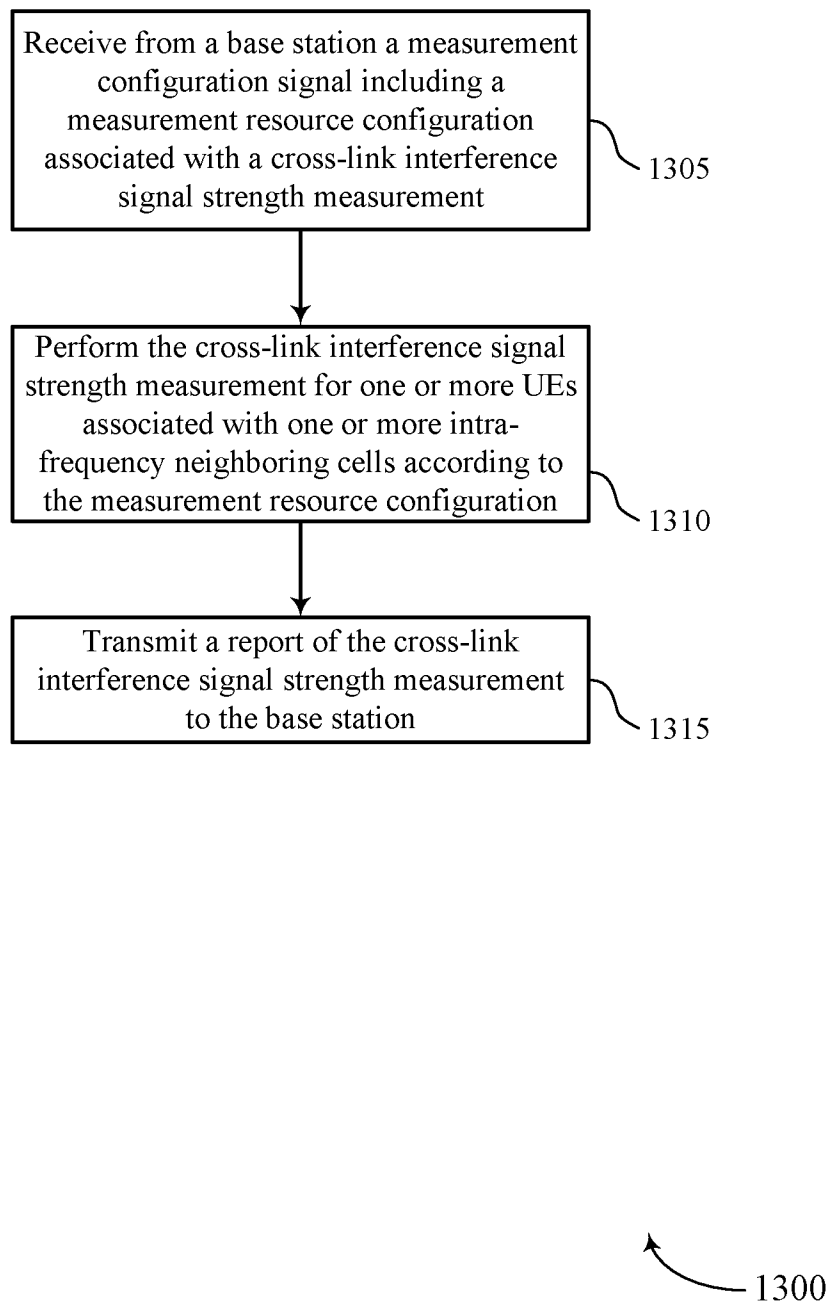 Receive from a base station a measurement
configuration signal including a
measurement resource configuration
associated with a cross-link interference
signal strength measurement
1305
Perform the cross-link interference signal
strength measurement for one or more UEs
associated with one or more intra-
frequency neighboring cells according to
the measurement resource configuration
1310
Transmit a report of the cross-link
interference signal strength measurement
to the base station
1315
1300